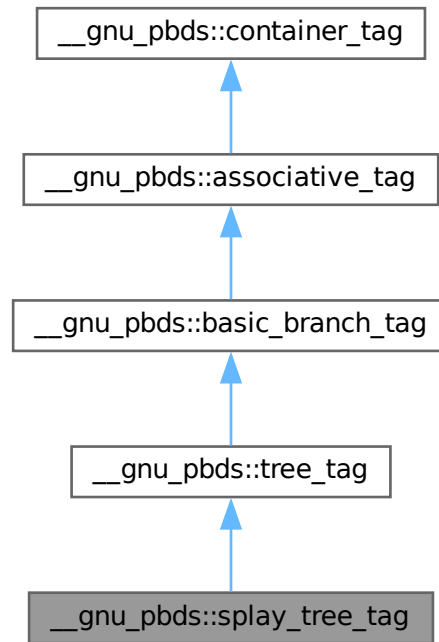 __gnu_pbds::container_tag
__gnu_pbds::associative_tag
__gnu_pbds::basic_branch_tag
__gnu_pbds::tree_tag
__gnu_pbds::splay_tree_tag